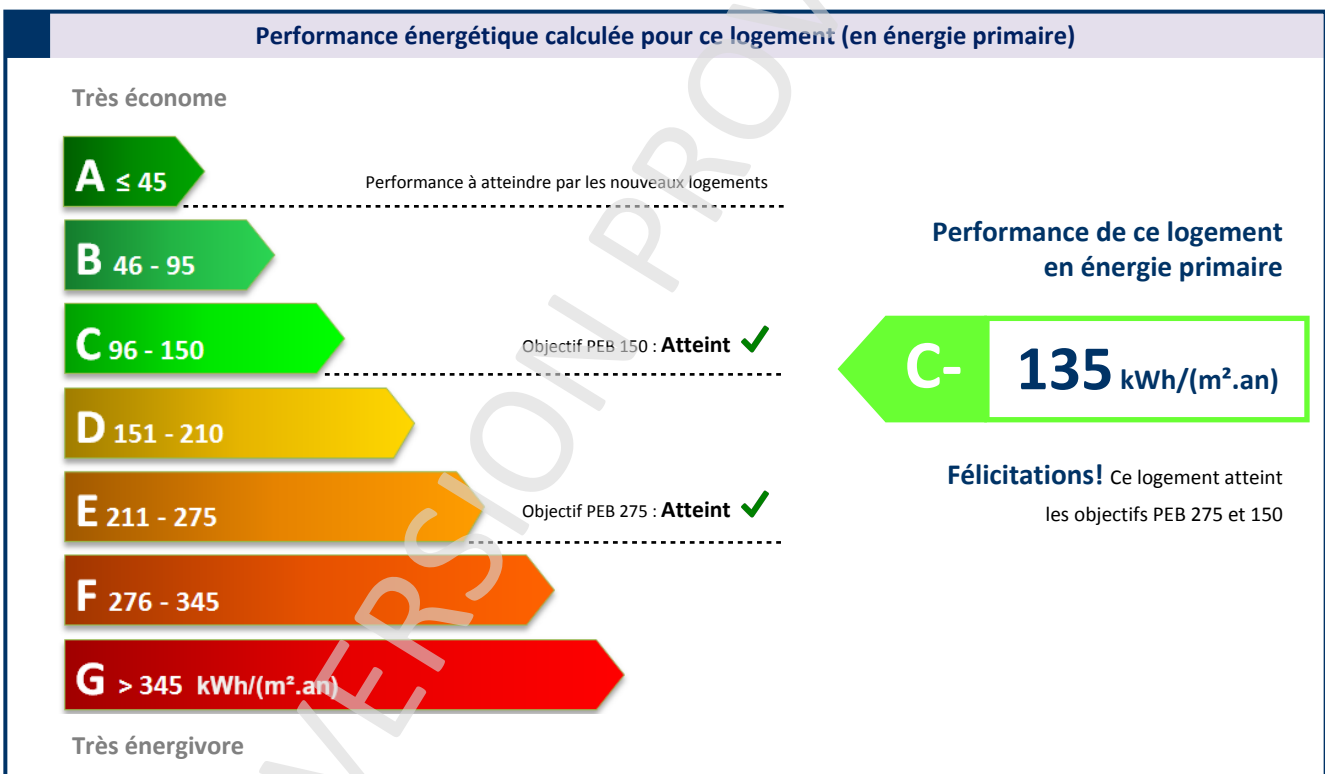 Performance énergétique calculée pour ce logement (en énergie primaire)
Très économe
A ≤ 45
Performance à atteindre par les nouveaux logements
B 46 - 95
C 96 - 150
Objectif PEB 150 : Atteint
D 151 - 210
E 211 - 275
Objectif PEB 275 : Atteint
F 276 - 345
G > 345 kWh/(m².an)
Très énergivore
Performance de ce logement
en énergie primaire
C- 135 kWh/(m².an)
Félicitations! Ce logement atteint
les objectifs PEB 275 et 150
VERSION PROV